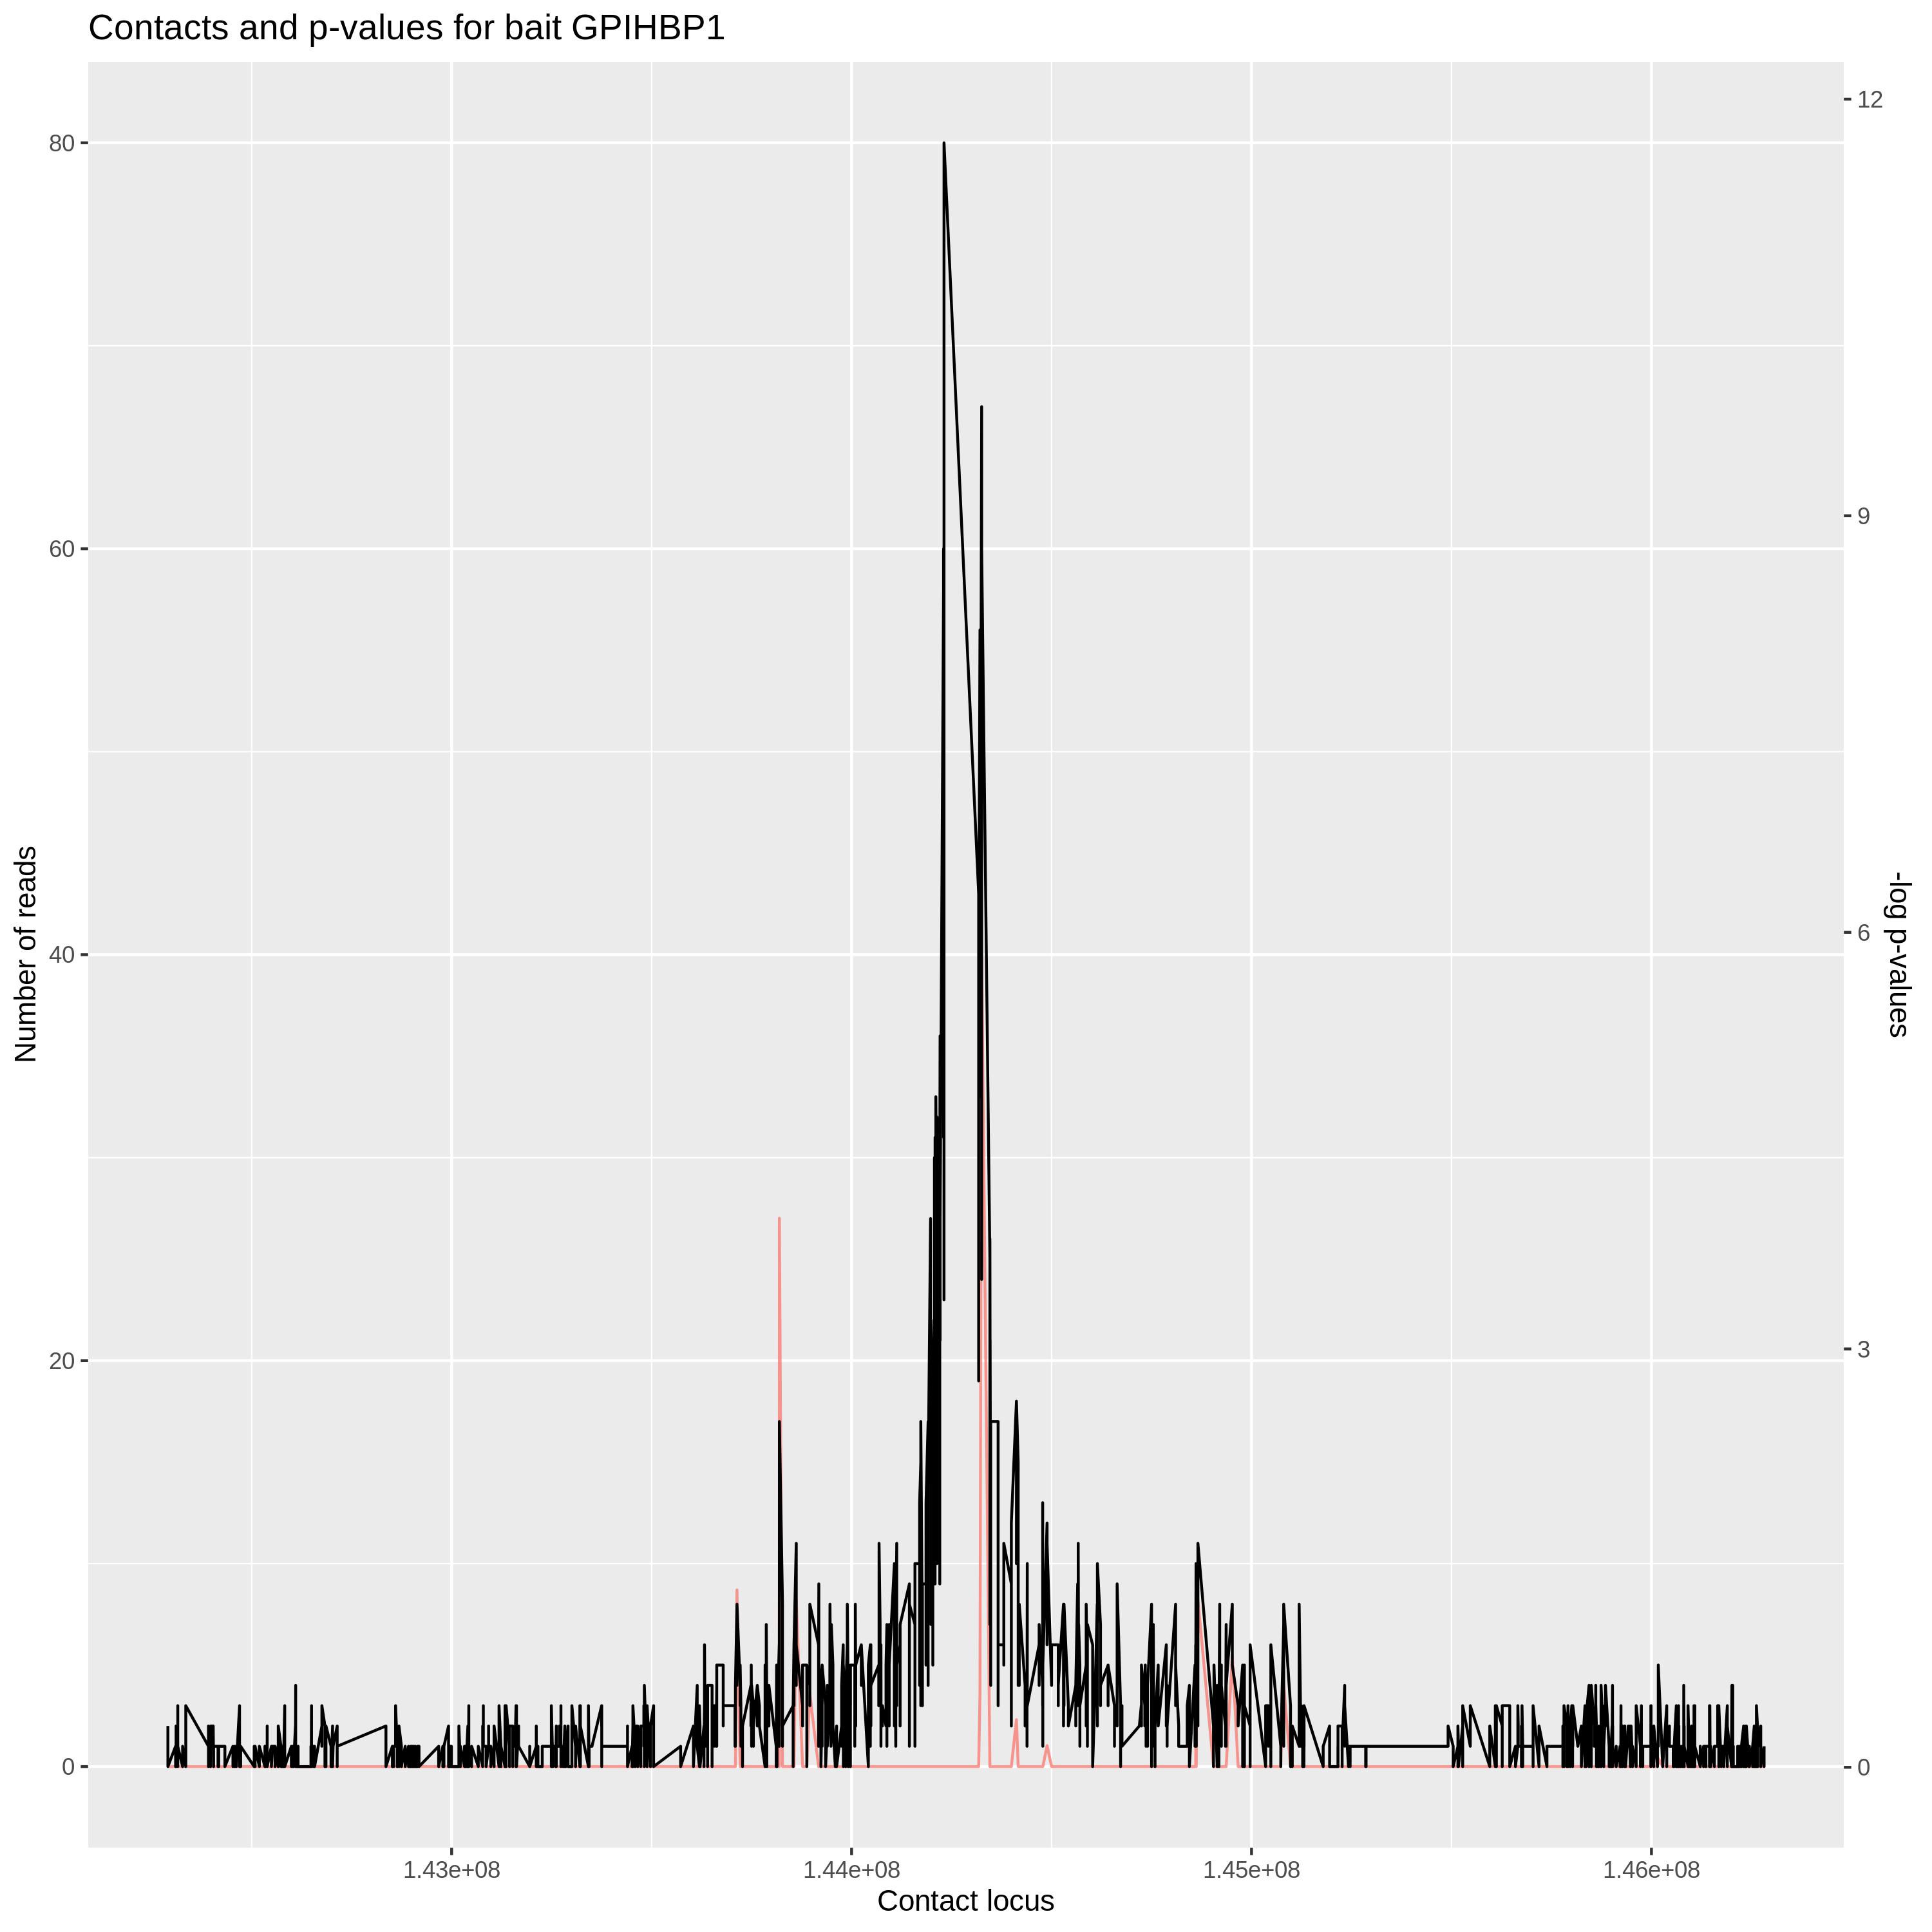 Contacts and p-values for bait GPIHBP1
80
60
40
20
0
Number of reads
12
9
6
3
0
-log p-values
1.43e+08
1.44e+08
1.45e+08
1.46e+08
Contact locus